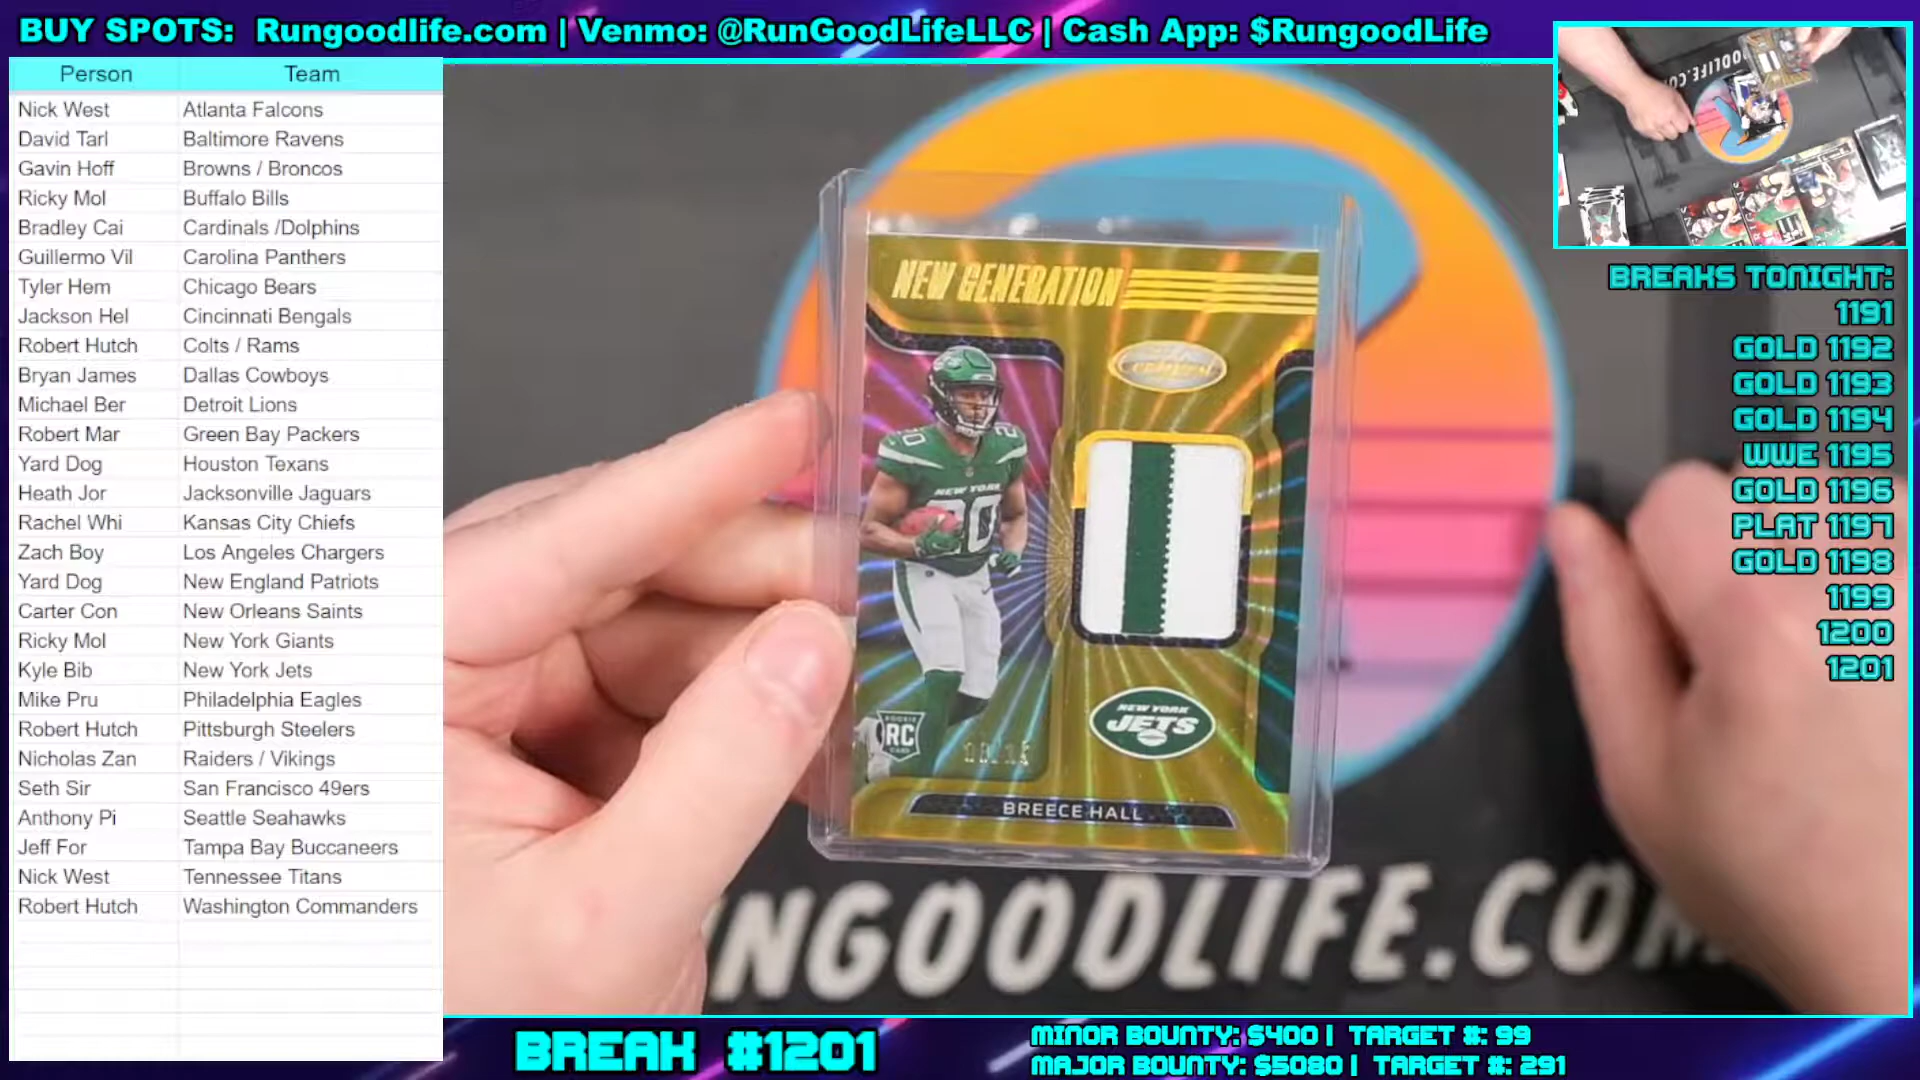 BUY SPOTS: Rungoodlife.com | Venmo: @RunGoodLifeLLC | Cash App: $RungoodLife
Person Team
Nick West Atlanta Falcons
David Tarl Baltimore Ravens
Gavin Hoff Browns / Broncos
Ricky Mol Buffalo Bills
Bradley Cai Cardinals /Dolphins
Guillermo Vil Carolina Panthers
Tyler Hem Chicago Bears
Jackson Hel Cincinnati Bengals
Robert Hutch Colts / Rams
Bryan James Dallas Cowboys
Michael Ber Detroit Lions
Robert Mar Green Bay Packers
Yard Dog Houston Texans
Heath Jor Jacksonville Jaguars
Rachel Whi Kansas City Chiefs
Zach Boy Los Angeles Chargers
Yard Dog New England Patriots
Carter Con New Orleans Saints
Ricky Mol New York Giants
Kyle Bib New York Jets
Mike Pru Philadelphia Eagles
Robert Hutch Pittsburgh Steelers
Nicholas Zan Raiders / Vikings
Seth Sir San Francisco 49ers
Anthony Pi Seattle Seahawks
Jeff For Tampa Bay Buccaneers
Nick West Tennessee Titans
Robert Hutch Washington Commanders
NEW GENERATION
NEW YORK
20
NEW YORK
JETS
ROOKIE
RC
BREECE HALL
NGOODLIFE.COM
BREAKS TONIGHT:
1191
GOLD 1192
GOLD 1193
GOLD 1194
WWE 1195
GOLD 1196
PLAT 1197
GOLD 1198
1199
1200
1201
BREAK #1201
MINOR BOUNTY: $400 | TARGET #: 99
MAJOR BOUNTY: $5080 | TARGET #: 291